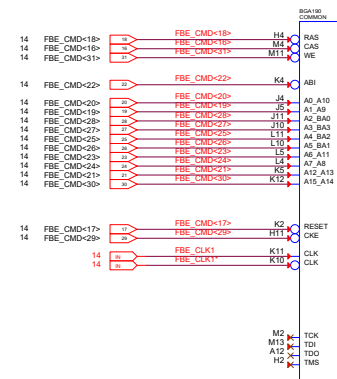 BGA190
COMMON
14 FBE_CMD<18> 18 FBE_CMD<18> H4 RAS
14 FBE_CMD<16> 16 FBE_CMD<16> M4 CAS
14 FBE_CMD<31> 31 FBE_CMD<31> M11 WE
14 FBE_CMD<22> 22 FBE_CMD<22> K4 ABI
14 FBE_CMD<20> 20 FBE_CMD<20> J4 A0_A10
14 FBE_CMD<19> 19 FBE_CMD<19> J5 A1_A9
14 FBE_CMD<28> 28 FBE_CMD<28> J11 A2_BA0
14 FBE_CMD<27> 27 FBE_CMD<27> J10 A3_BA3
14 FBE_CMD<25> 25 FBE_CMD<25> L11 A4_BA2
14 FBE_CMD<26> 26 FBE_CMD<26> L10 A5_BA1
14 FBE_CMD<23> 23 FBE_CMD<23> L5 A6_A11
14 FBE_CMD<24> 24 FBE_CMD<24> L4 A7_A8
14 FBE_CMD<21> 21 FBE_CMD<21> K5 A12_A13
14 FBE_CMD<30> 30 FBE_CMD<30> K12 A15_A14
14 FBE_CMD<17> 17 FBE_CMD<17> K2 RESET
14 FBE_CMD<29> 29 FBE_CMD<29> H11 CKE
14 IN FBE_CLK1 K11 CLK
14 IN FBE_CLK1* K10 CLK
M2 TCK
M13 TDI
A12 TDO
H2 TMS